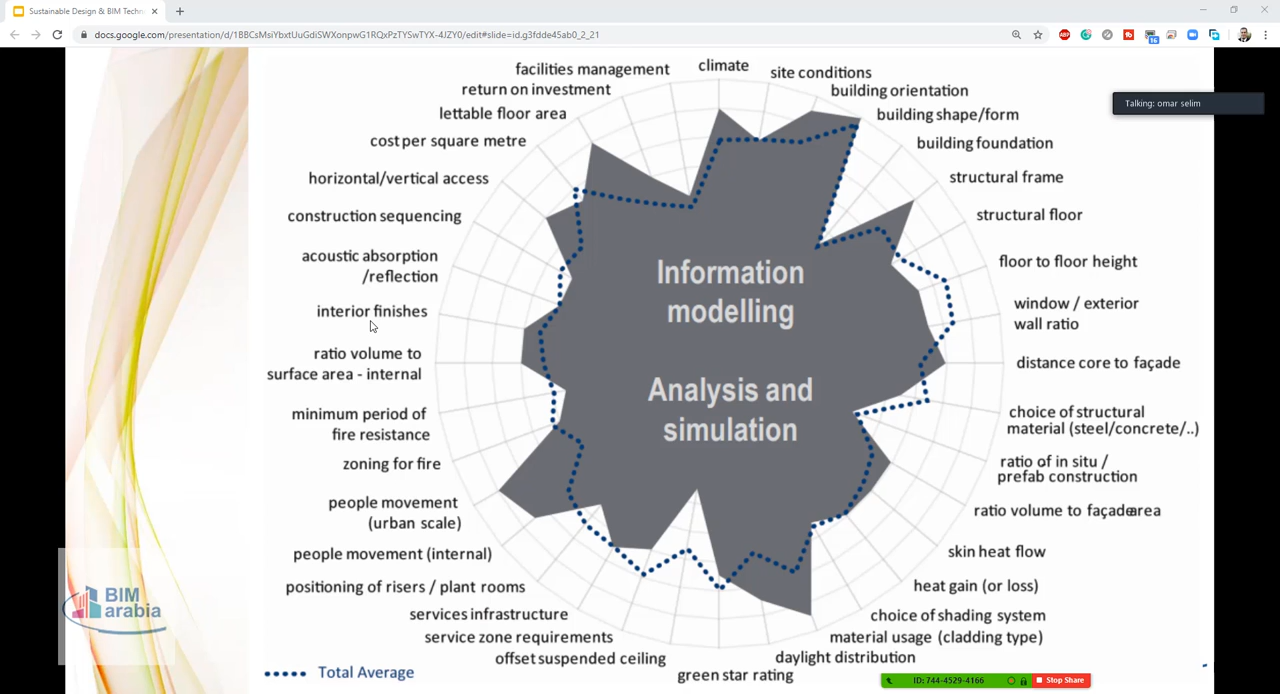 Sustainable Design & BIM Techn
docs.google.com/presentation/d/1BBCsMsiYbxtUuGdiSWXonpwG1RQxPzTYSwTYX-4JZY0/edit#slide=id.g3fdde45ab0_2_21
ABP
16
Talking: omar selim
climate
site conditions
building orientation
building shape/form
building foundation
structural frame
structural floor
floor to floor height
window / exterior
wall ratio
distance core to façade
choice of structural
material (steel/concrete/..)
ratio of in situ /
prefab construction
ratio volume to façadearea
skin heat flow
heat gain (or loss)
choice of shading system
material usage (cladding type)
daylight distribution
green star rating
offset suspended ceiling
service zone requirements
services infrastructure
positioning of risers / plant rooms
people movement (internal)
people movement
(urban scale)
zoning for fire
minimum period of
fire resistance
ratio volume to
surface area - internal
interior finishes
acoustic absorption
/reflection
construction sequencing
horizontal/vertical access
cost per square metre
lettable floor area
return on investment
facilities management
Information
modelling
Analysis and
simulation
BIM
arabia
Total Average
ID: 744-4529-4166
Stop Share